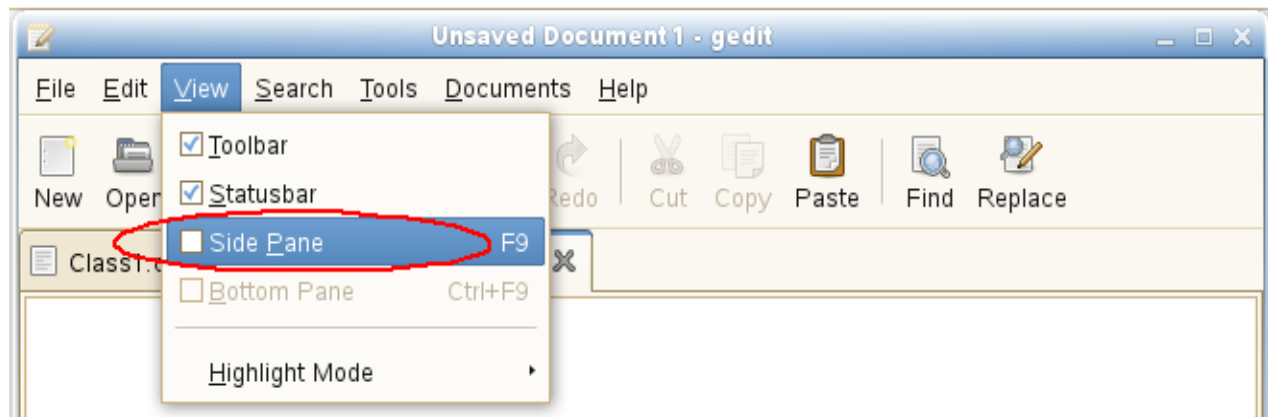 Unsaved Document 1 - gedit
File Edit View Search Tools Documents Help
Toolbar
Statusbar
Side Pane F9
Bottom Pane Ctrl+F9
Highlight Mode
New Redo Cut Copy Paste Find Replace